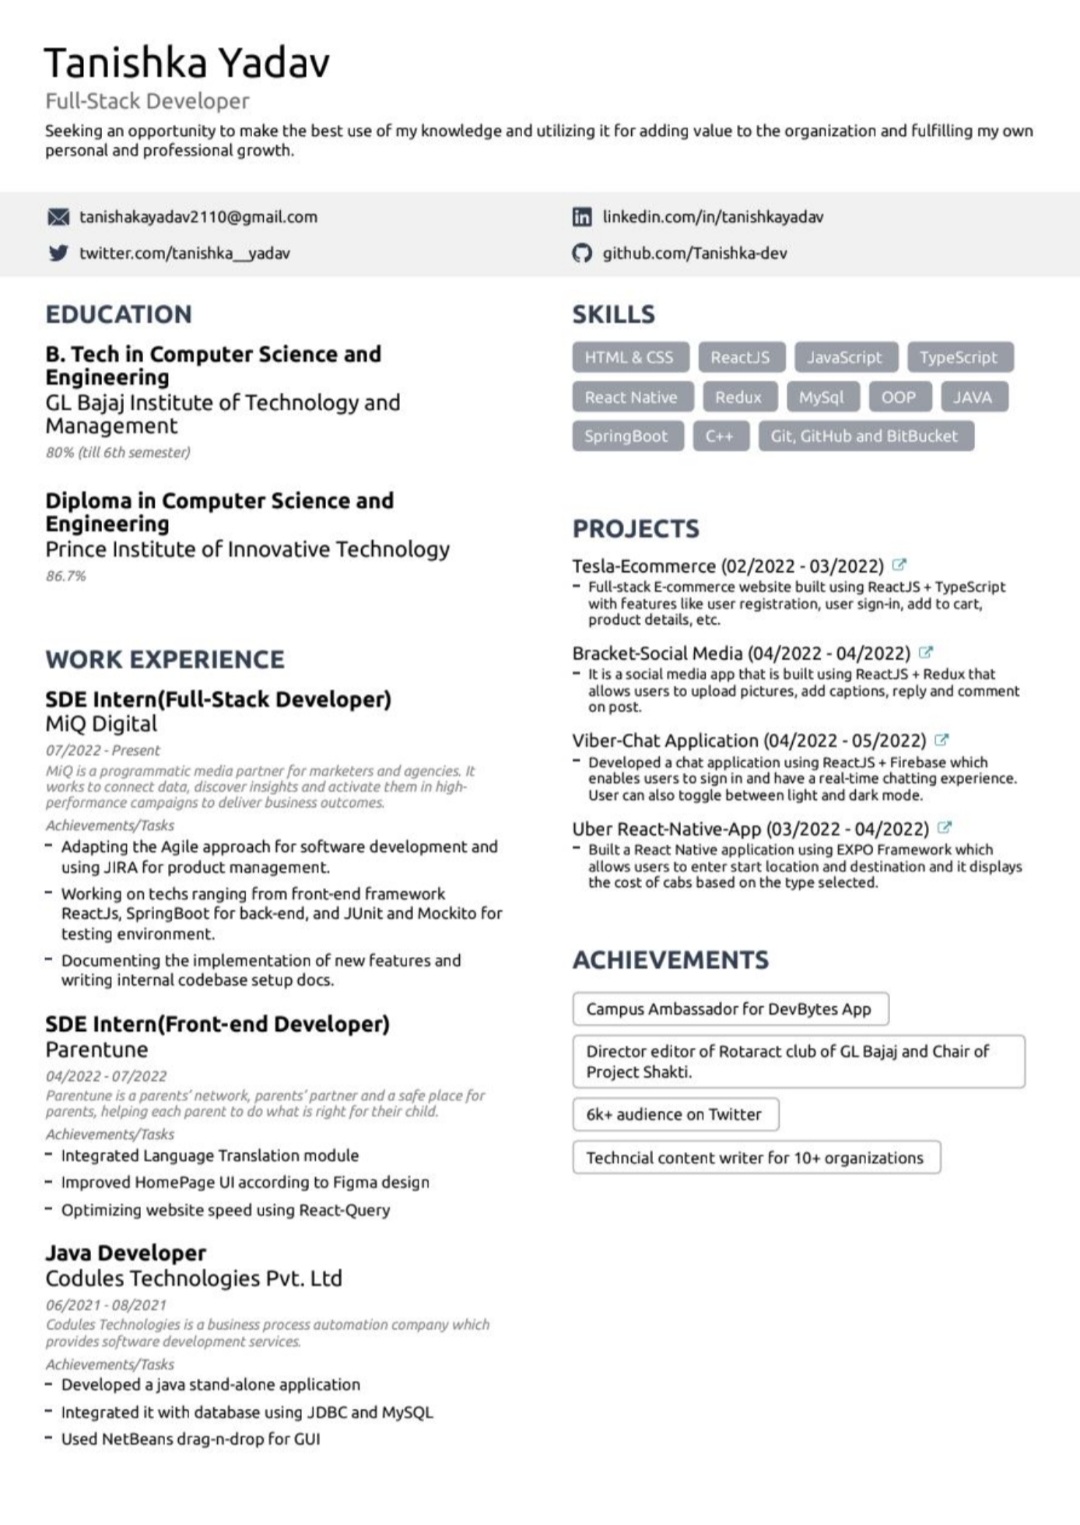 Tanishka Yadav
Full-Stack Developer
Seeking an opportunity to make the best use of my knowledge and utilizing it for adding value to the organization and fulfilling my own
personal and professional growth.
tanishakayadav2110@gmail.com
linkedin.com/in/tanishkayadav
twitter.com/tanishka__yadav
github.com/Tanishka-dev
EDUCATION
B. Tech in Computer Science and
Engineering
GL Bajaj Institute of Technology and
Management
80% (till 6th semester)
Diploma in Computer Science and
Engineering
Prince Institute of Innovative Technology
86.7%
WORK EXPERIENCE
SDE Intern(Full-Stack Developer)
MiQ Digital
07/2022 - Present
MiQ is a programmatic media partner for marketers and agencies. It
works to connect data, discover insights and activate them in high-
performance campaigns to deliver business outcomes.
Achievements/Tasks
– Adapting the Agile approach for software development and
using JIRA for product management.
– Working on techs ranging from front-end framework
ReactJs, SpringBoot for back-end, and JUnit and Mockito for
testing environment.
– Documenting the implementation of new features and
writing internal codebase setup docs.
SDE Intern(Front-end Developer)
Parentune
04/2022 - 07/2022
Parentune is a parents' network, parents' partner and a safe place for
parents, helping each parent to do what is right for their child.
Achievements/Tasks
– Integrated Language Translation module
– Improved HomePage UI according to Figma design
– Optimizing website speed using React-Query
Java Developer
Codules Technologies Pvt. Ltd
06/2021 - 08/2021
Codules Technologies is a business process automation company which
provides software development services.
Achievements/Tasks
– Developed a java stand-alone application
– Integrated it with database using JDBC and MySQL
– Used NetBeans drag-n-drop for GUI
SKILLS
HTML & CSS ReactJS JavaScript TypeScript
React Native Redux MySql OOP JAVA
SpringBoot C++ Git, GitHub and BitBucket
PROJECTS
Tesla-Ecommerce (02/2022 - 03/2022)
– Full-stack E-commerce website built using ReactJS + TypeScript
with features like user registration, user sign-in, add to cart,
product details, etc.
Bracket-Social Media (04/2022 - 04/2022)
– It is a social media app that is built using ReactJS + Redux that
allows users to upload pictures, add captions, reply and comment
on post.
Viber-Chat Application (04/2022 - 05/2022)
– Developed a chat application using ReactJS + Firebase which
enables users to sign in and have a real-time chatting experience.
User can also toggle between light and dark mode.
Uber React-Native-App (03/2022 - 04/2022)
– Built a React Native application using EXPO Framework which
allows users to enter start location and destination and it displays
the cost of cabs based on the type selected.
ACHIEVEMENTS
Campus Ambassador for DevBytes App
Director editor of Rotaract club of GL Bajaj and Chair of
Project Shakti.
6k+ audience on Twitter
Techncial content writer for 10+ organizations